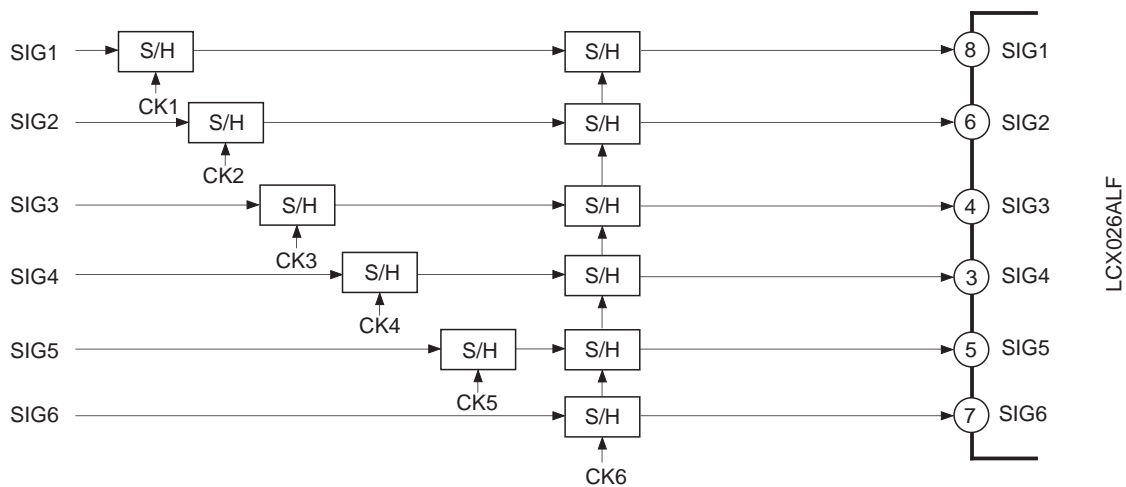 SIG1 S/H S/H 8 SIG1
CK1
SIG2 S/H S/H 6 SIG2
CK2
SIG3 S/H S/H 4 SIG3
CK3
SIG4 S/H S/H 3 SIG4
CK4
SIG5 S/H S/H 5 SIG5
CK5
SIG6 S/H 7 SIG6
CK6
LCX026ALF